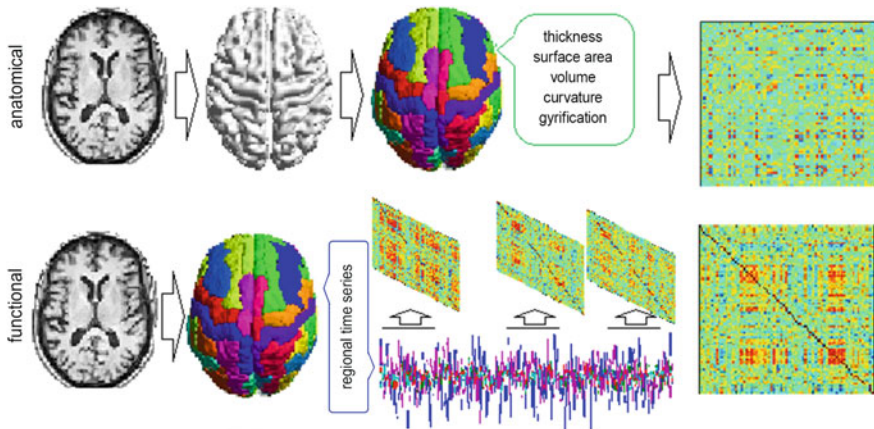 anatomical
thickness
surface area
volume
curvature
gyrification
functional
regional time series